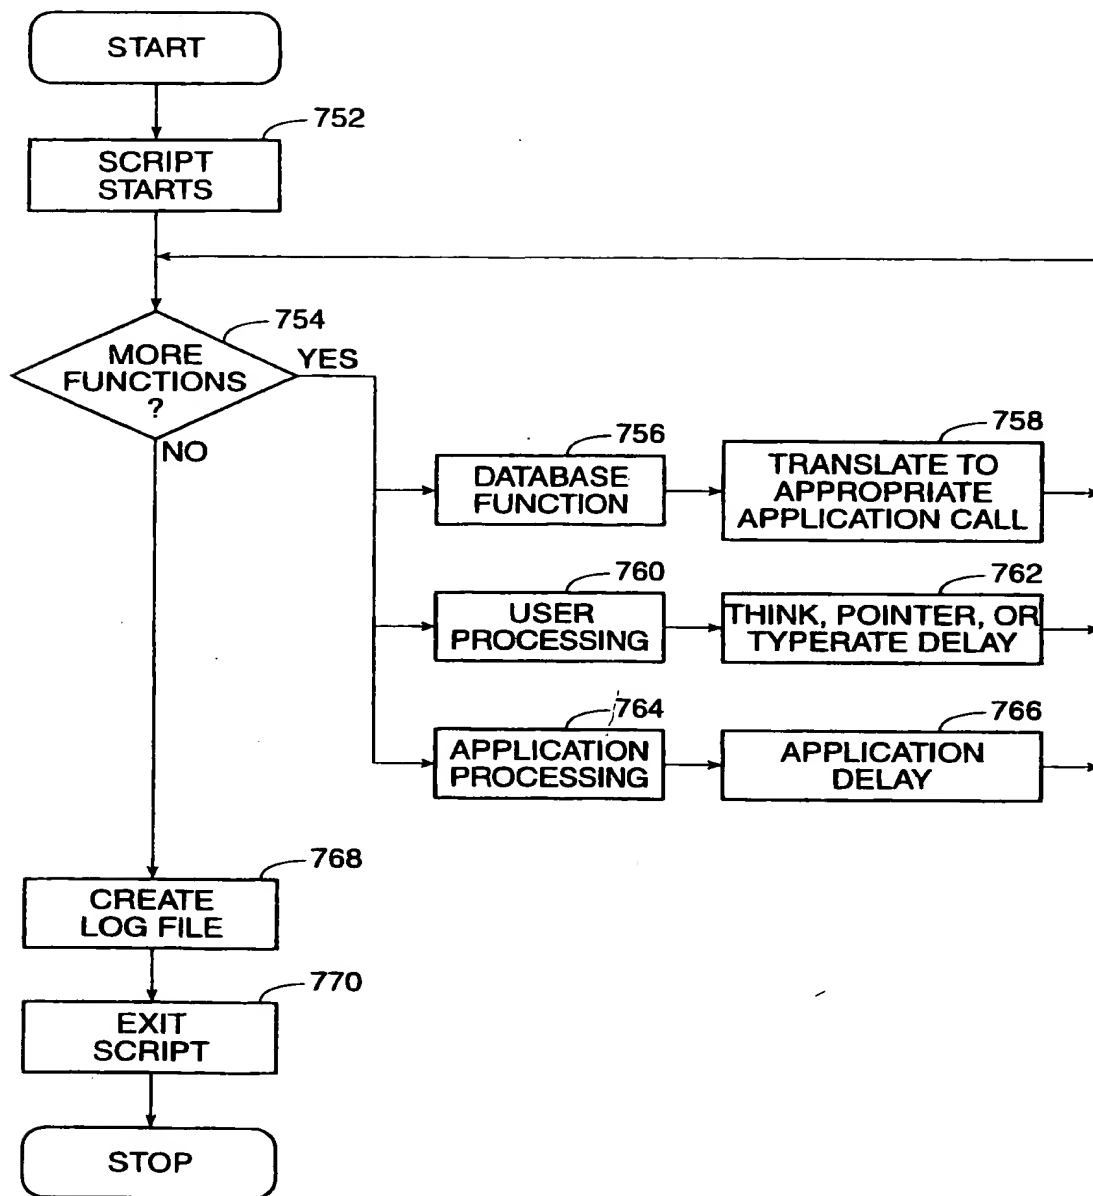 START
752
SCRIPT
STARTS
754
MORE
FUNCTIONS
?
YES
NO
756
DATABASE
FUNCTION
758
TRANSLATE TO
APPROPRIATE
APPLICATION CALL
760
USER
PROCESSING
762
THINK, POINTER, OR
TYPERATE DELAY
764
APPLICATION
PROCESSING
766
APPLICATION
DELAY
768
CREATE
LOG FILE
770
EXIT
SCRIPT
STOP